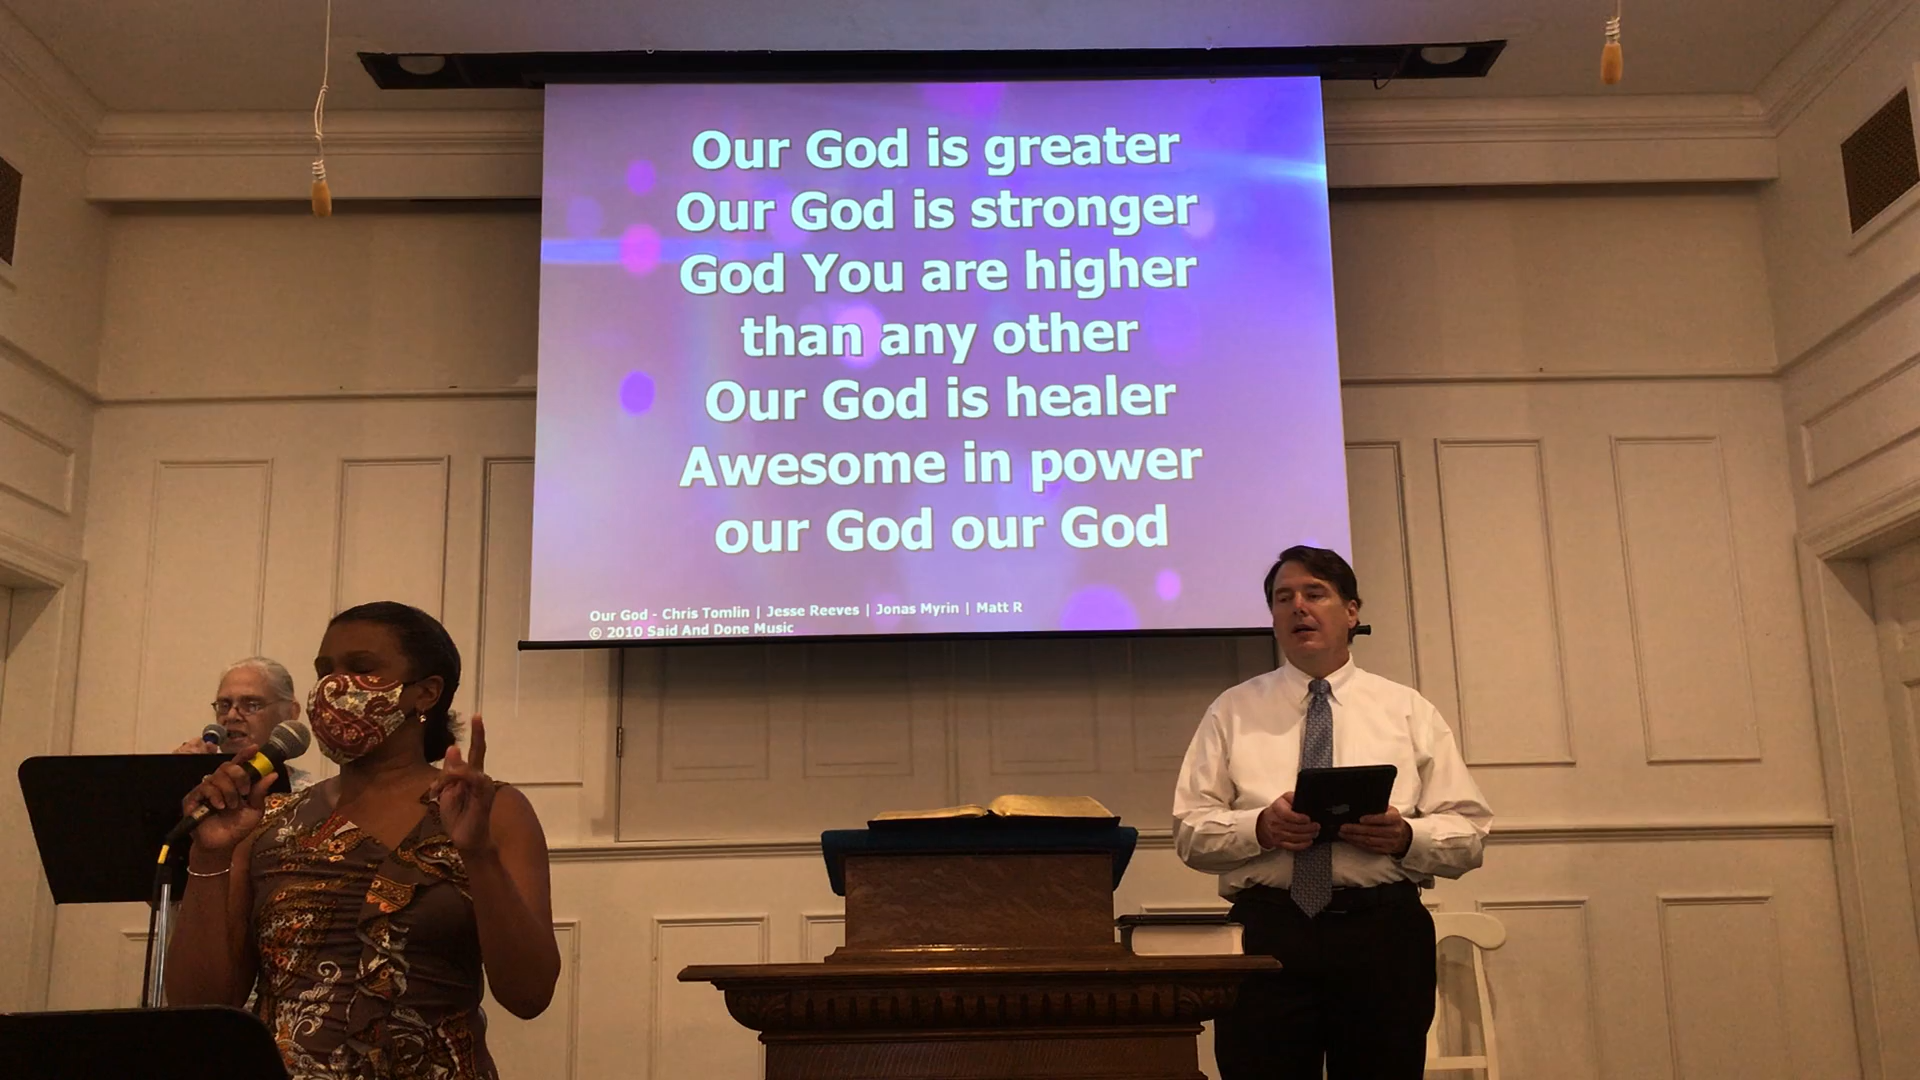 Our God is greater
Our God is stronger
God You are higher
than any other
Our God is healer
Awesome in power
our God our God
Our God - Chris Tomlin | Jesse Reeves | Jonas Myrin | Matt R
© 2010 Said And Done Music